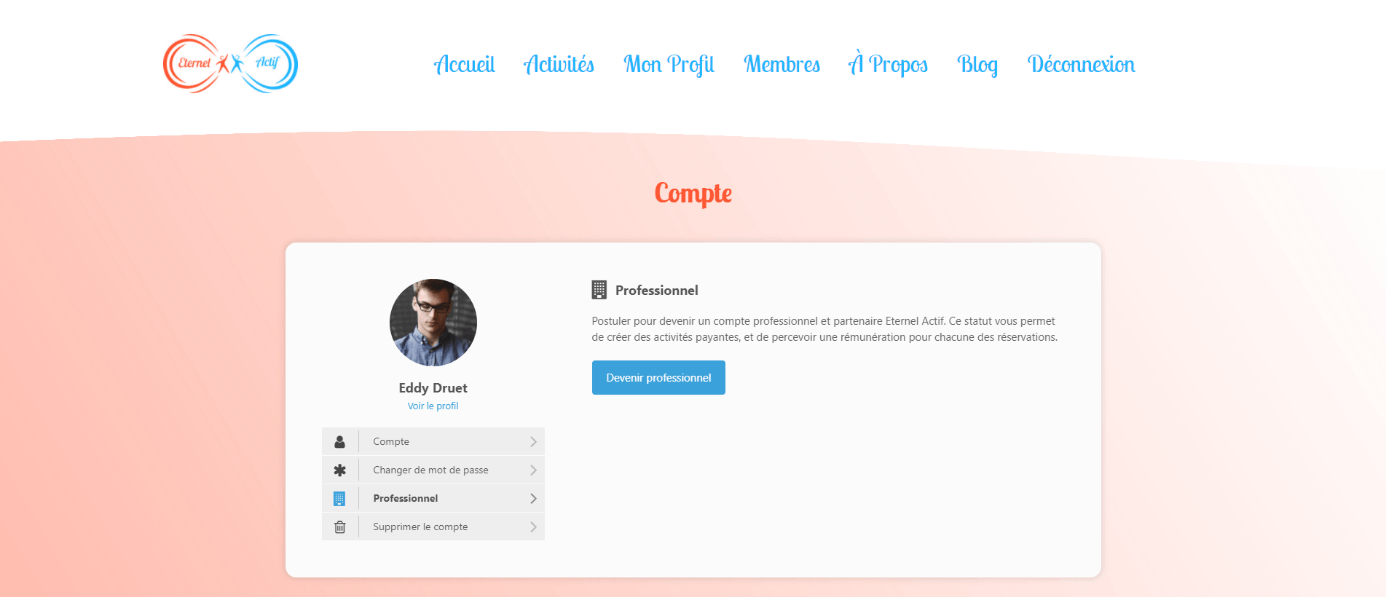 Eternel Actif
Accueil Activités Mon Profil Membres À Propos Blog Déconnexion
Compte
Eddy Druet
Voir le profil
Compte
Changer de mot de passe
Professionnel
Supprimer le compte
Professionnel
Postuler pour devenir un compte professionnel et partenaire Eternel Actif. Ce statut vous permet
de créer des activités payantes, et de percevoir une rémunération pour chacune des réservations.
Devenir professionnel